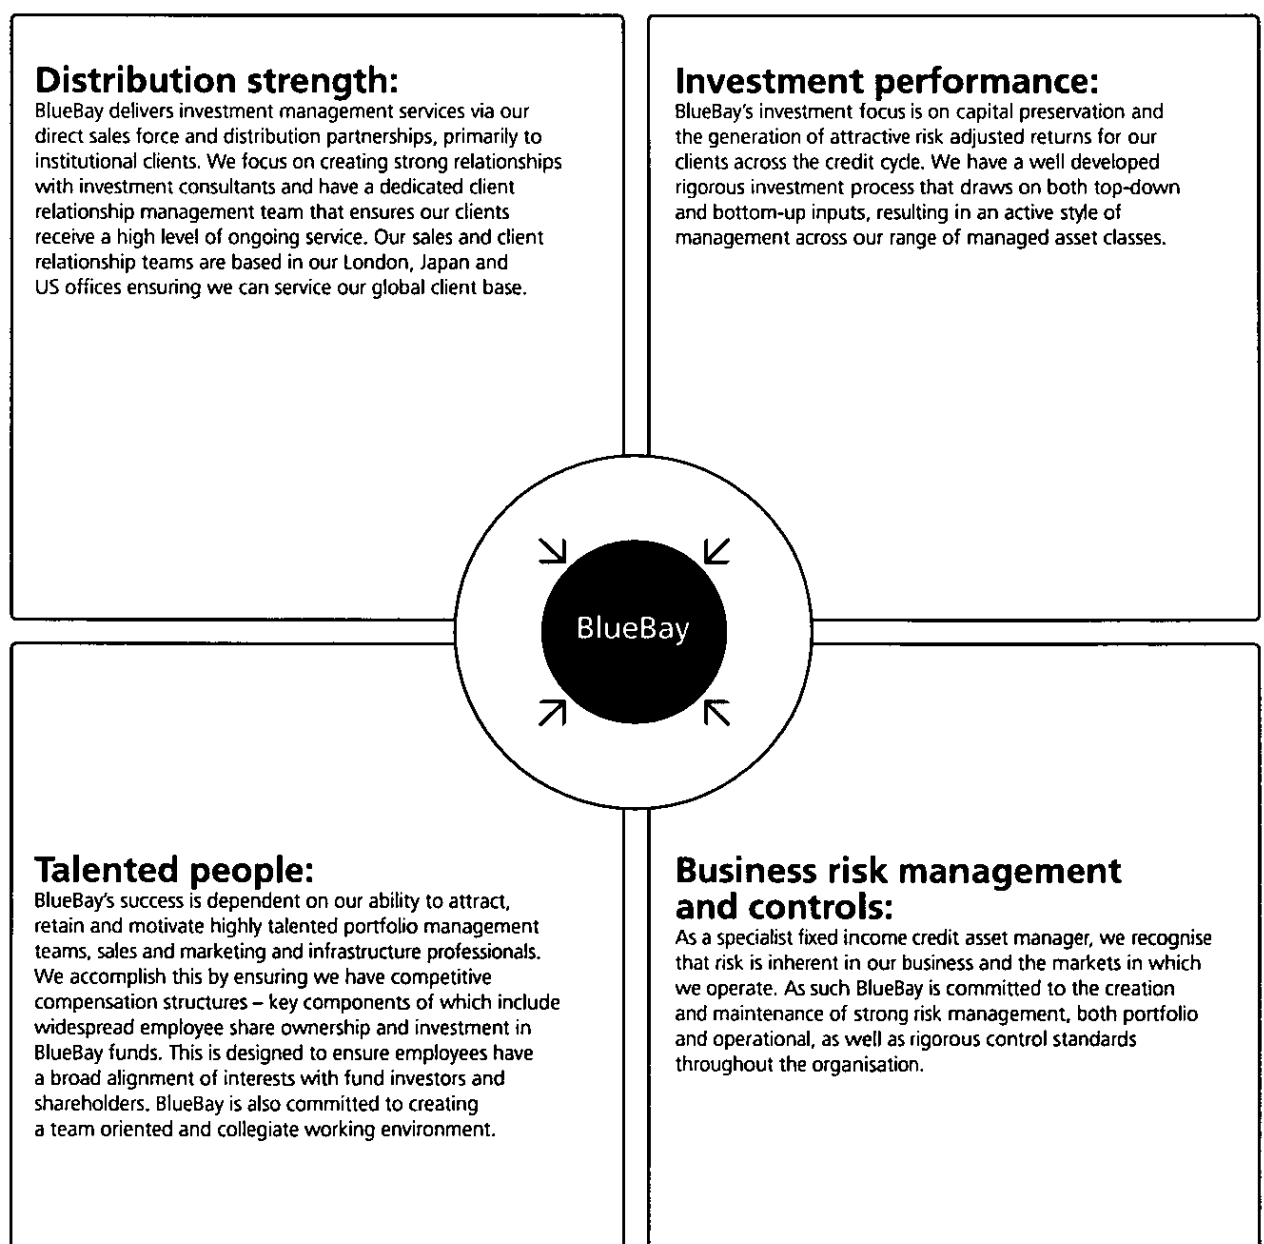 Distribution strength:
BlueBay delivers investment management services via our
direct sales force and distribution partnerships, primarily to
institutional clients. We focus on creating strong relationships
with investment consultants and have a dedicated client
relationship management team that ensures our clients
receive a high level of ongoing service. Our sales and client
relationship teams are based in our London, Japan and
US offices ensuring we can service our global client base.
Investment performance:
BlueBay's investment focus is on capital preservation and
the generation of attractive risk adjusted returns for our
clients across the credit cycle. We have a well developed
rigorous investment process that draws on both top-down
and bottom-up inputs, resulting in an active style of
management across our range of managed asset classes.
BlueBay
Talented people:
BlueBay's success is dependent on our ability to attract,
retain and motivate highly talented portfolio management
teams, sales and marketing and infrastructure professionals.
We accomplish this by ensuring we have competitive
compensation structures – key components of which include
widespread employee share ownership and investment in
BlueBay funds. This is designed to ensure employees have
a broad alignment of interests with fund investors and
shareholders. BlueBay is also committed to creating
a team oriented and collegiate working environment.
Business risk management
and controls:
As a specialist fixed income credit asset manager, we recognise
that risk is inherent in our business and the markets in which
we operate. As such BlueBay is committed to the creation
and maintenance of strong risk management, both portfolio
and operational, as well as rigorous control standards
throughout the organisation.